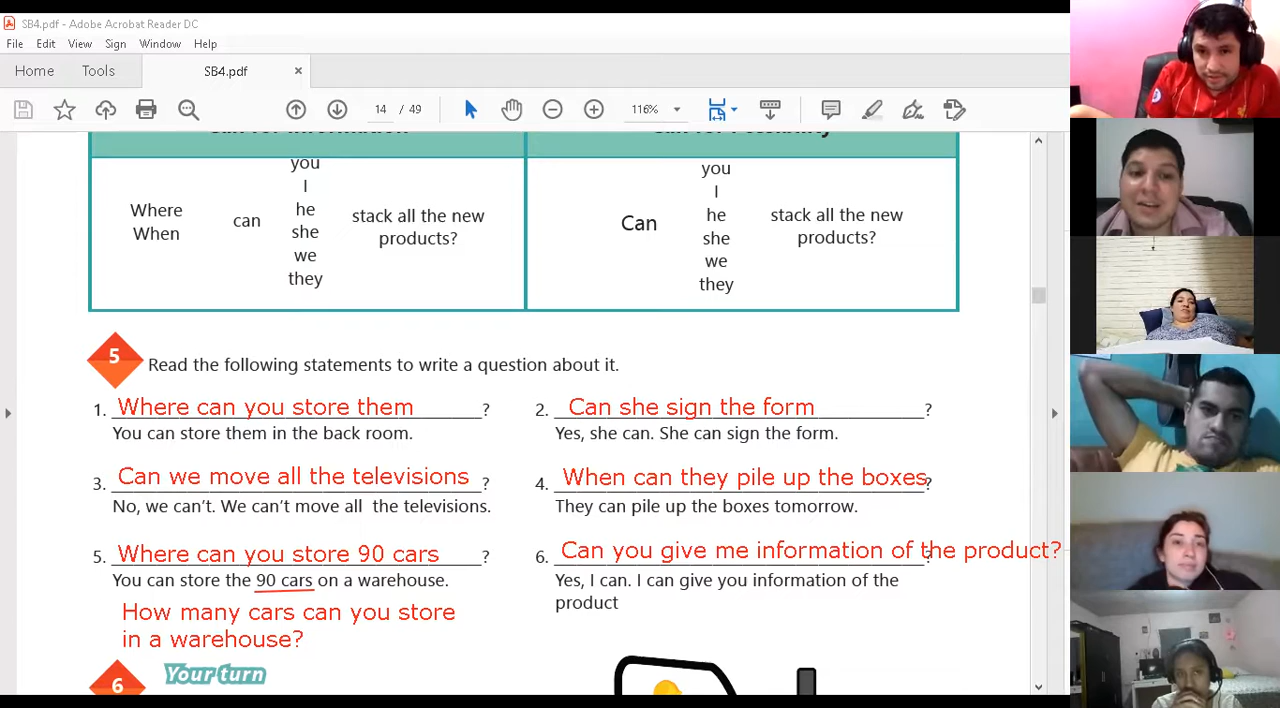 SB4.pdf - Adobe Acrobat Reader DC
File Edit View Sign Window Help
Home Tools SB4.pdf ×
14 / 49 116%
you
I
he
she
we
they
Where
When
can
stack all the new
products?
Can
you
I
he
she
we
they
stack all the new
products?
5
Read the following statements to write a question about it.
1. Where can you store them ?
You can store them in the back room.
2. Can she sign the form ?
Yes, she can. She can sign the form.
3. Can we move all the televisions ?
No, we can't. We can't move all the televisions.
4. When can they pile up the boxes ?
They can pile up the boxes tomorrow.
5. Where can you store 90 cars ?
You can store the 90 cars on a warehouse.
How many cars can you store
in a warehouse?
6. Can you give me information of the product? ?
Yes, I can. I can give you information of the
product
6
Your turn